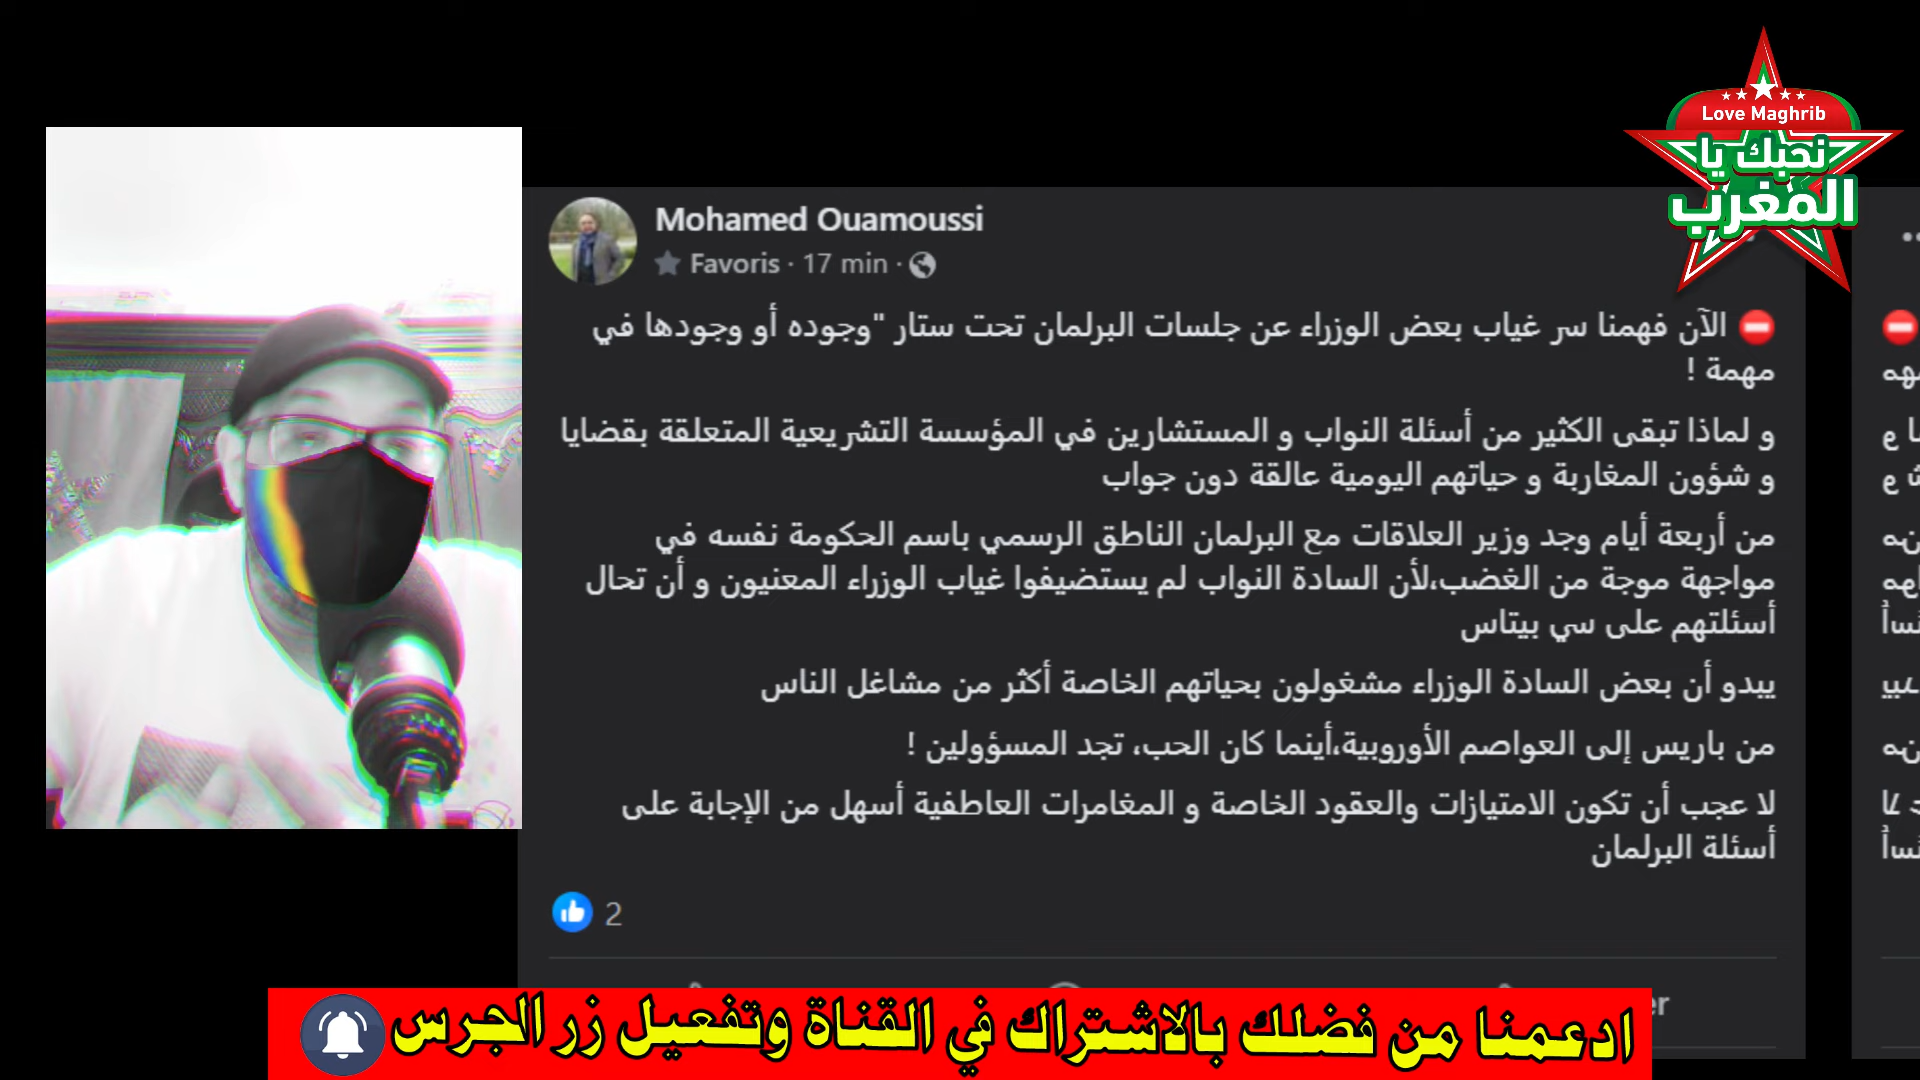 Love Maghrib
نحبك يا
المغرب
Mohamed Ouamoussi
Favoris · 17 min ·
الآن فهمنا سر غياب بعض الوزراء عن جلسات البرلمان تحت ستار "وجوده أو وجودها في
مهمة !
و لماذا تبقى الكثير من أسئلة النواب و المستشارين في المؤسسة التشريعية المتعلقة بقضايا
و شؤون المغاربة و حياتهم اليومية عالقة دون جواب
من أربعة أيام وجد وزير العلاقات مع البرلمان الناطق الرسمي باسم الحكومة نفسه في
مواجهة موجة من الغضب،لأن السادة النواب لم يستضيفوا غياب الوزراء المعنيون و أن تحال
أسئلتهم على سي بيتاس
يبدو أن بعض السادة الوزراء مشغولون بحياتهم الخاصة أكثر من مشاغل الناس
من باريس إلى العواصم الأوروبية،أينما كان الحب، تجد المسؤولين !
لا عجب أن تكون الامتيازات والعقود الخاصة و المغامرات العاطفية أسهل من الإجابة على
أسئلة البرلمان
2
ادعمنا من فضلك بالاشتراك في القناة وتفعيل زر الجرس